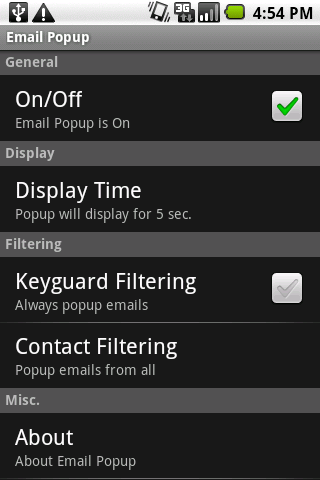 3G
4:54 PM
Email Popup
General
On/Off
Email Popup is On
Display
Display Time
Popup will display for 5 sec.
Filtering
Keyguard Filtering
Always popup emails
Contact Filtering
Popup emails from all
Misc.
About
About Email Popup